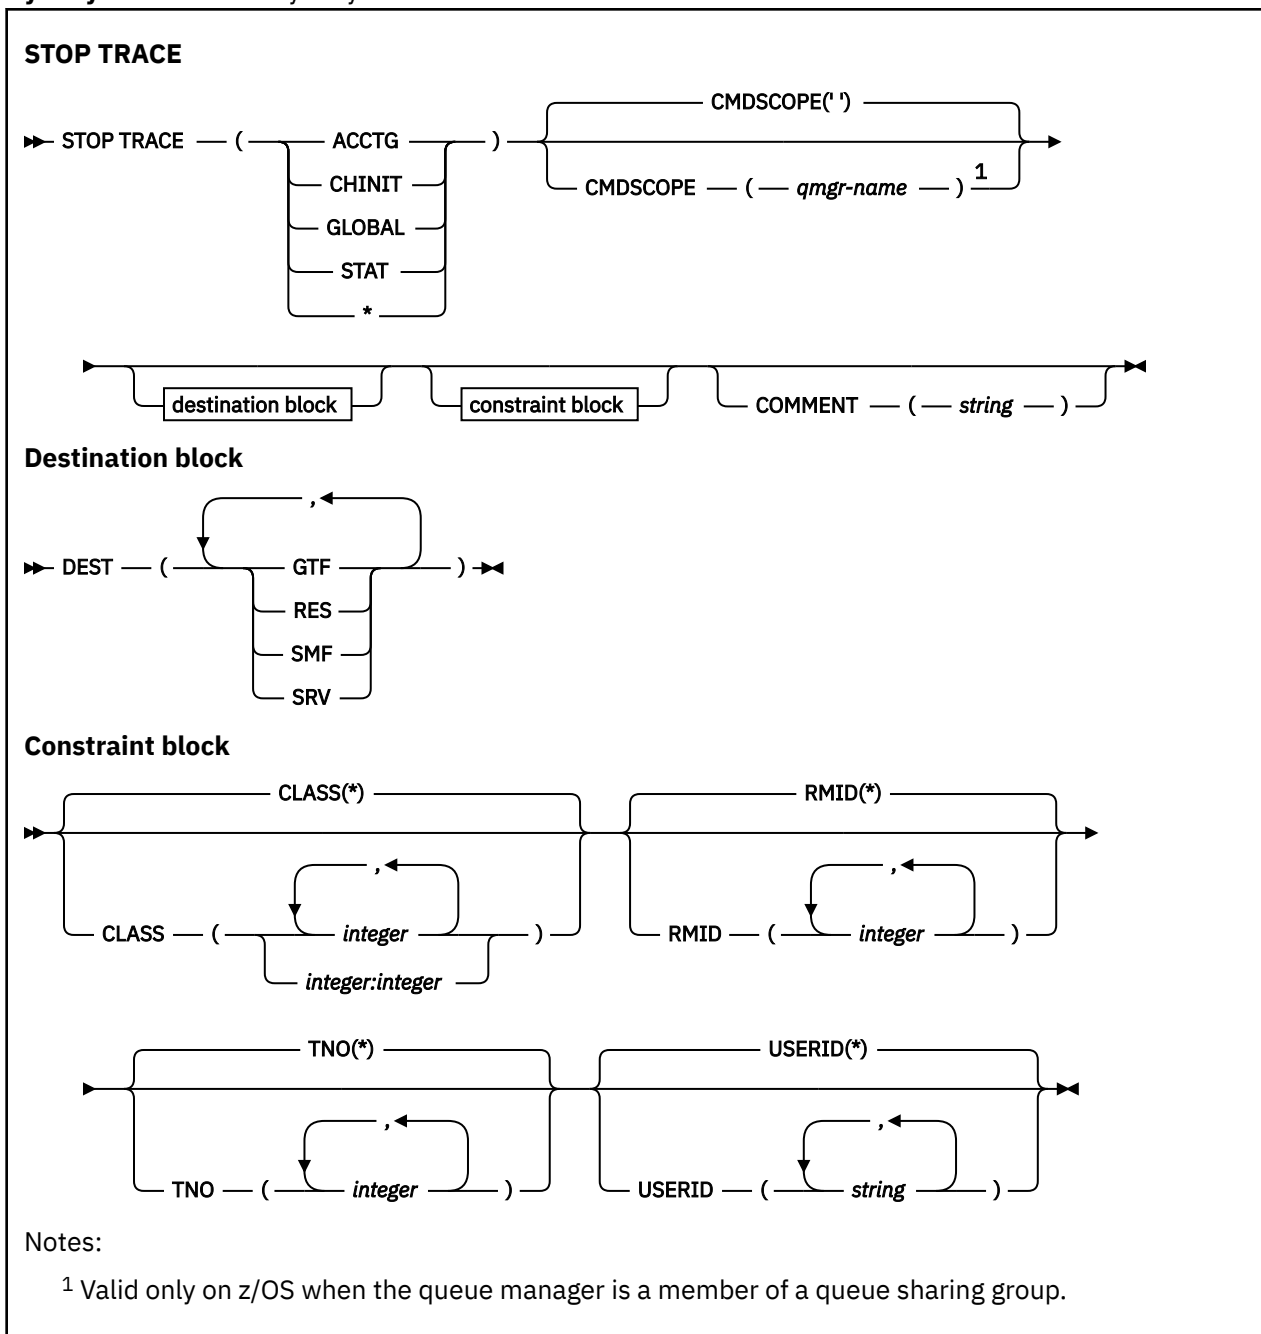 STOP TRACE
CMDSCOPE(' ')
STOP TRACE ( ACCTG )
CHINIT
GLOBAL
STAT
*
CMDSCOPE ( qmgr-name ) 1
destination block constraint block COMMENT ( string )
Destination block
,
DEST ( GTF )
RES
SMF
SRV
Constraint block
CLASS(*) RMID(*)
, ,
CLASS ( integer ) RMID ( integer )
integer:integer
TNO(*) USERID(*)
, ,
TNO ( integer ) USERID ( string )
Notes:
1 Valid only on z/OS when the queue manager is a member of a queue sharing group.